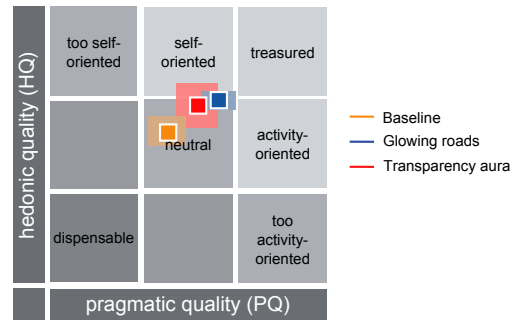 hedonic quality (HQ)
too self-
oriented
self-
oriented
treasured
neutral
activity-
oriented
dispensable
too
activity-
oriented
pragmatic quality (PQ)
Baseline
Glowing roads
Transparency aura